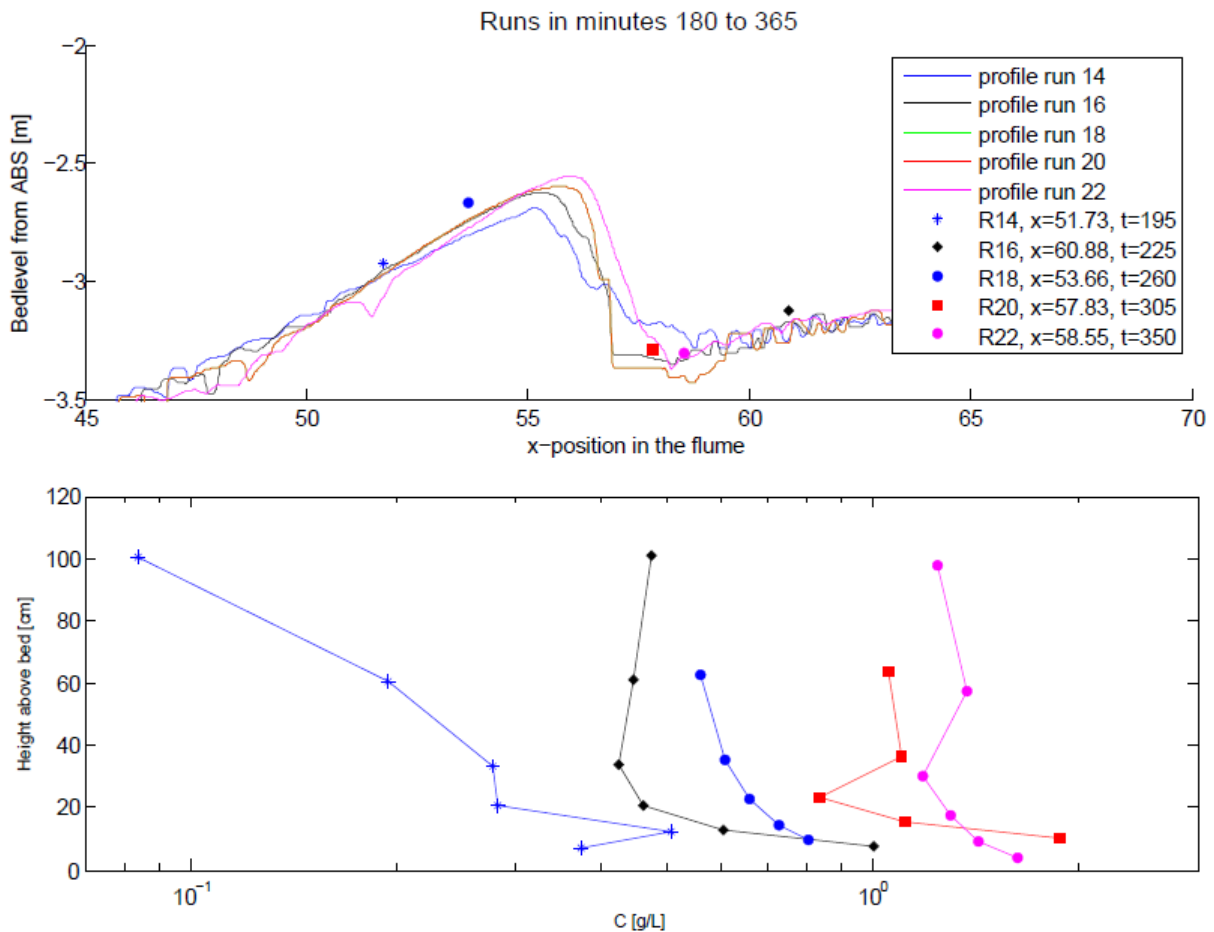 Runs in minutes 180 to 365
Bedlevel from ABS [m]
−2
−2.5
−3
−3.5
45
50
55
60
65
70
x−position in the flume
profile run 14
profile run 16
profile run 18
profile run 20
profile run 22
R14, x=51.73, t=195
R16, x=60.88, t=225
R18, x=53.66, t=260
R20, x=57.83, t=305
R22, x=58.55, t=350
Height above bed [cm]
120
100
80
60
40
20
0
10⁻¹
10⁰
C [g/L]